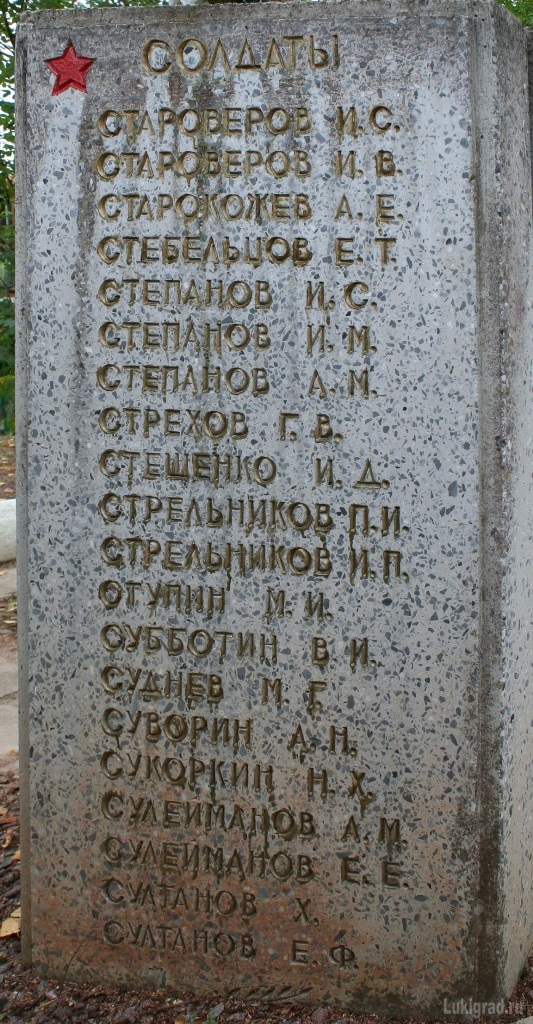 СОЛДАТЫ
СТАРОВЕРОВ И. С.
СТАРОВЕРОВ И. В.
СТАРОКОЖЕВ А. Е.
СТЕБЕЛЬЦОВ Е. Т.
СТЕПАНОВ И. С.
СТЕПАНОВ И. М.
СТЕПАНОВ А. М.
СТРЕХОВ Г. В.
СТЕШЕНКО И. Д.
СТРЕЛЬНИКОВ П. И.
СТРЕЛЬНИКОВ И. П.
СТУПИН М. И.
СУББОТИН В. И.
СУДНЕВ М. Г.
СУВОРИН А. Н.
СУКОРКИН Н. Х.
СУЛЕЙМАНОВ А. М.
СУЛЕЙМАНОВ Е. Е.
СУЛТАНОВ Х.
СУЛТАНОВ Е. Ф.
Lukigrad.ru